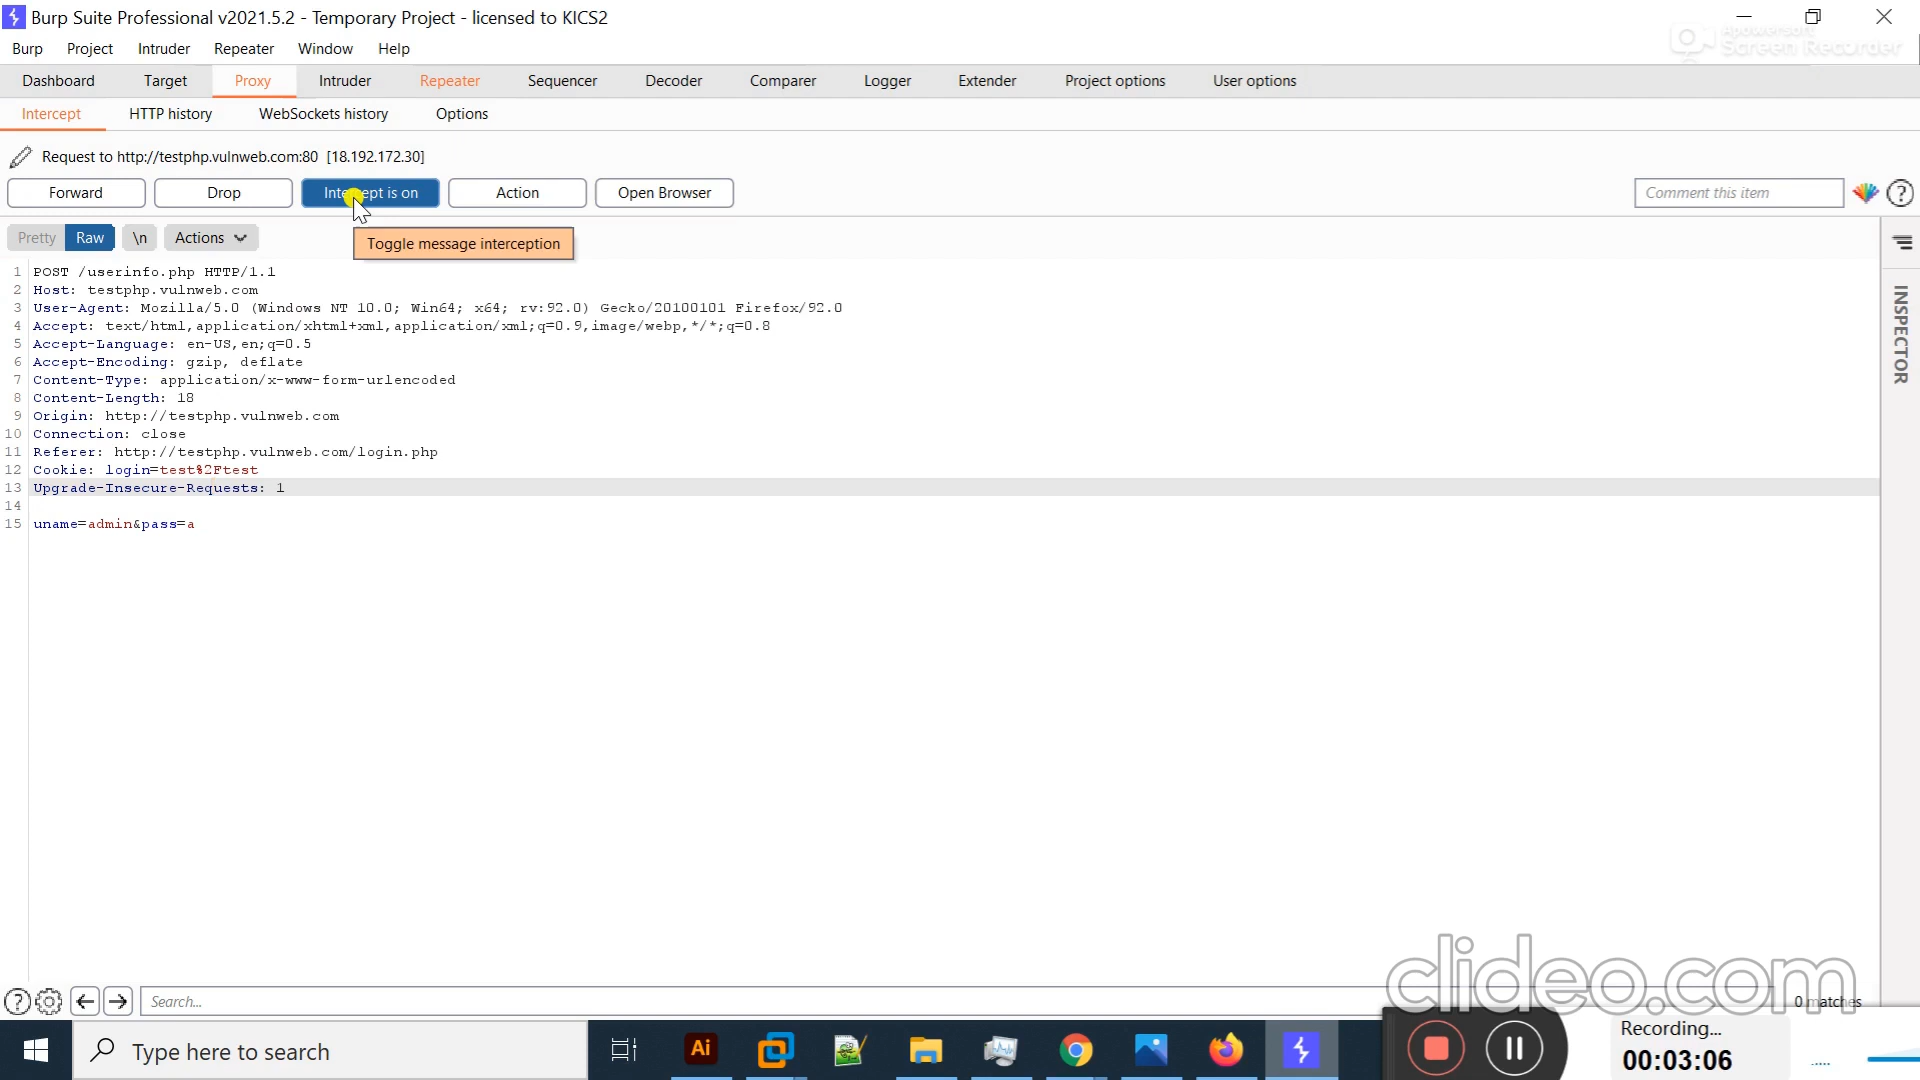 Burp Suite Professional v2021.5.2 - Temporary Project - licensed to KICS2
Apowersoft
Screen Recorder
Burp Project Intruder Repeater Window Help
Dashboard Target Proxy Intruder Repeater Sequencer Decoder Comparer Logger Extender Project options User options
Intercept HTTP history WebSockets history Options
Request to http://testphp.vulnweb.com:80 [18.192.172.30]
Forward Drop Intercept is on Action Open Browser Comment this item ?
Pretty Raw \n Actions
Toggle message interception
INSPECTOR
1 POST /userinfo.php HTTP/1.1
2 Host: testphp.vulnweb.com
3 User-Agent: Mozilla/5.0 (Windows NT 10.0; Win64; x64; rv:92.0) Gecko/20100101 Firefox/92.0
4 Accept: text/html,application/xhtml+xml,application/xml;q=0.9,image/webp,*/*;q=0.8
5 Accept-Language: en-US,en;q=0.5
6 Accept-Encoding: gzip, deflate
7 Content-Type: application/x-www-form-urlencoded
8 Content-Length: 18
9 Origin: http://testphp.vulnweb.com
10 Connection: close
11 Referer: http://testphp.vulnweb.com/login.php
12 Cookie: login=test%2Ftest
13 Upgrade-Insecure-Requests: 1
14
15 uname=admin&pass=a
clideo.com
? Search... 0 matches
Type here to search
Ai
Recording...
00:03:06